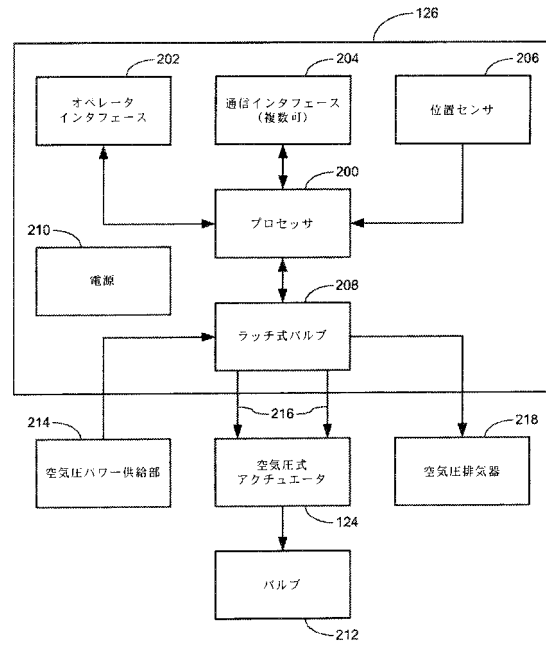 126
202
204
206
オペレータ
インタフェース
通信インタフェース
(複数可)
位置センサ
200
プロセッサ
210
電源
208
ラッチ式バルブ
216
214
空気圧パワー供給部
空気圧式
アクチュエータ
218
空気圧排気器
124
バルブ
212